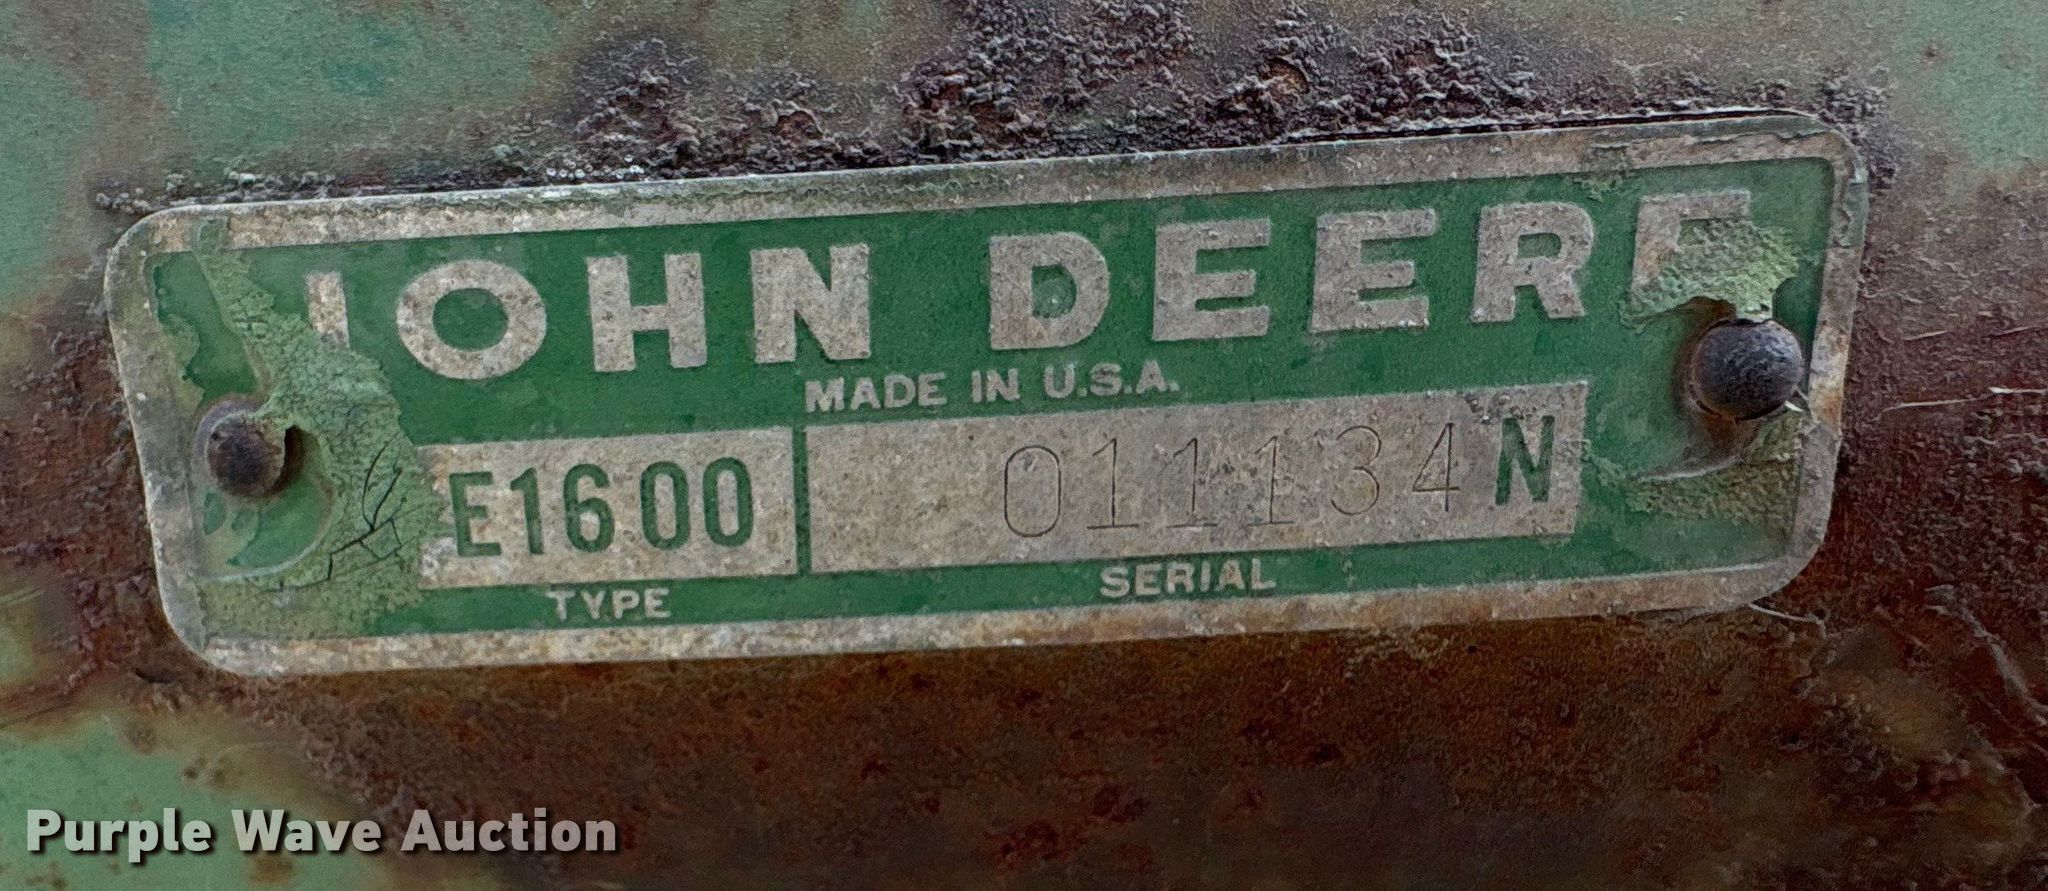 JOHN DEERE
MADE IN U.S.A.
E1600 011134N
TYPE SERIAL
Purple Wave Auction